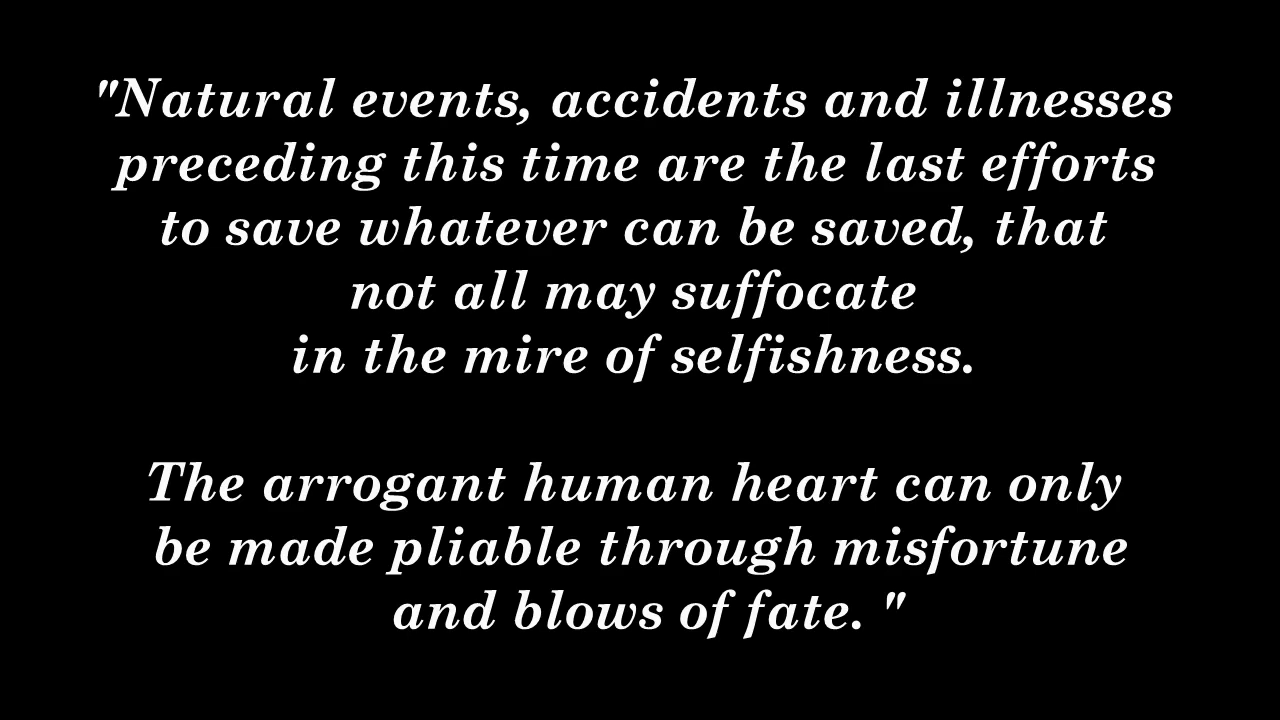 "Natural events, accidents and illnesses
preceding this time are the last efforts
to save whatever can be saved, that
not all may suffocate
in the mire of selfishness.
The arrogant human heart can only
be made pliable through misfortune
and blows of fate. "